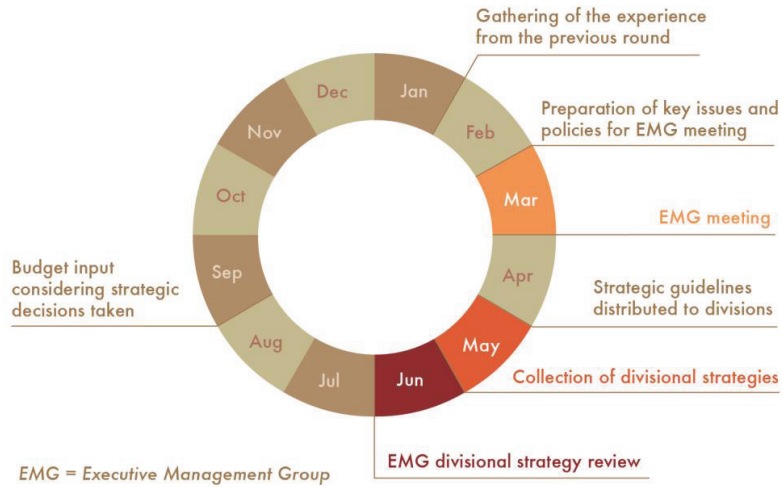 Gathering of the experience
from the previous round
Dec
Jan
Nov
Feb
Preparation of key issues and
policies for EMG meeting
Oct
Mar
EMG meeting
Budget input
considering strategic
decisions taken
Sep
Apr
Strategic guidelines
distributed to divisions
Aug
May
Jul
Jun
Collection of divisional strategies
EMG divisional strategy review
EMG = Executive Management Group